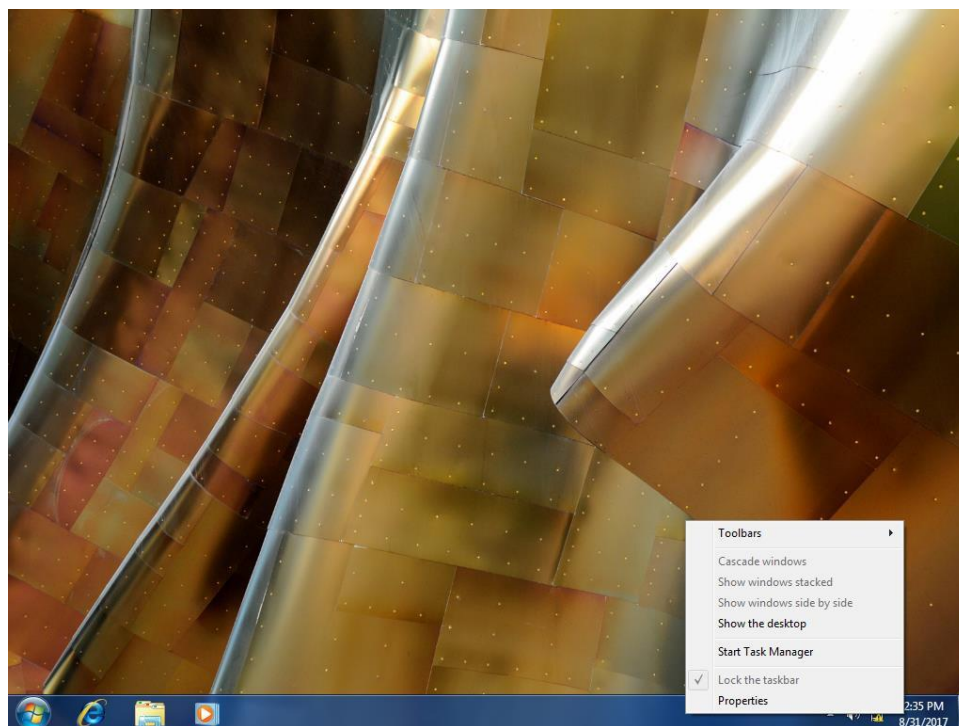 Toolbars
Cascade windows
Show windows stacked
Show windows side by side
Show the desktop
Start Task Manager
Lock the taskbar
Properties
2:35 PM
8/31/2017